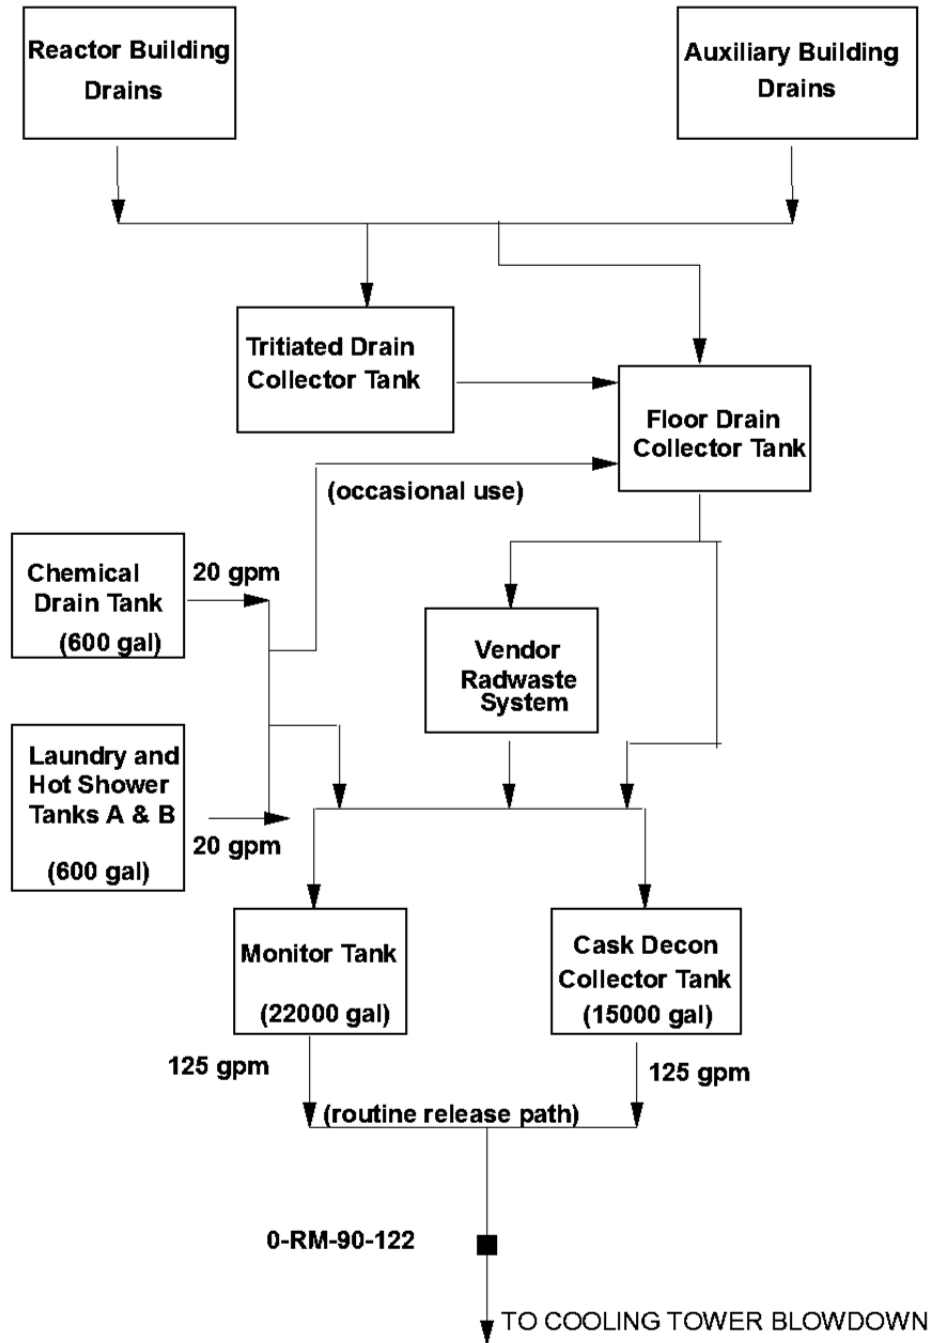 Reactor Building
Drains
Auxiliary Building
Drains
Tritiated Drain
Collector Tank
Floor Drain
Collector Tank
(occasional use)
Chemical
Drain Tank
(600 gal)
20 gpm
Vendor
Radwaste
System
Laundry and
Hot Shower
Tanks A & B
(600 gal)
20 gpm
Monitor Tank
(22000 gal)
Cask Decon
Collector Tank
(15000 gal)
125 gpm
125 gpm
(routine release path)
0-RM-90-122
TO COOLING TOWER BLOWDOWN